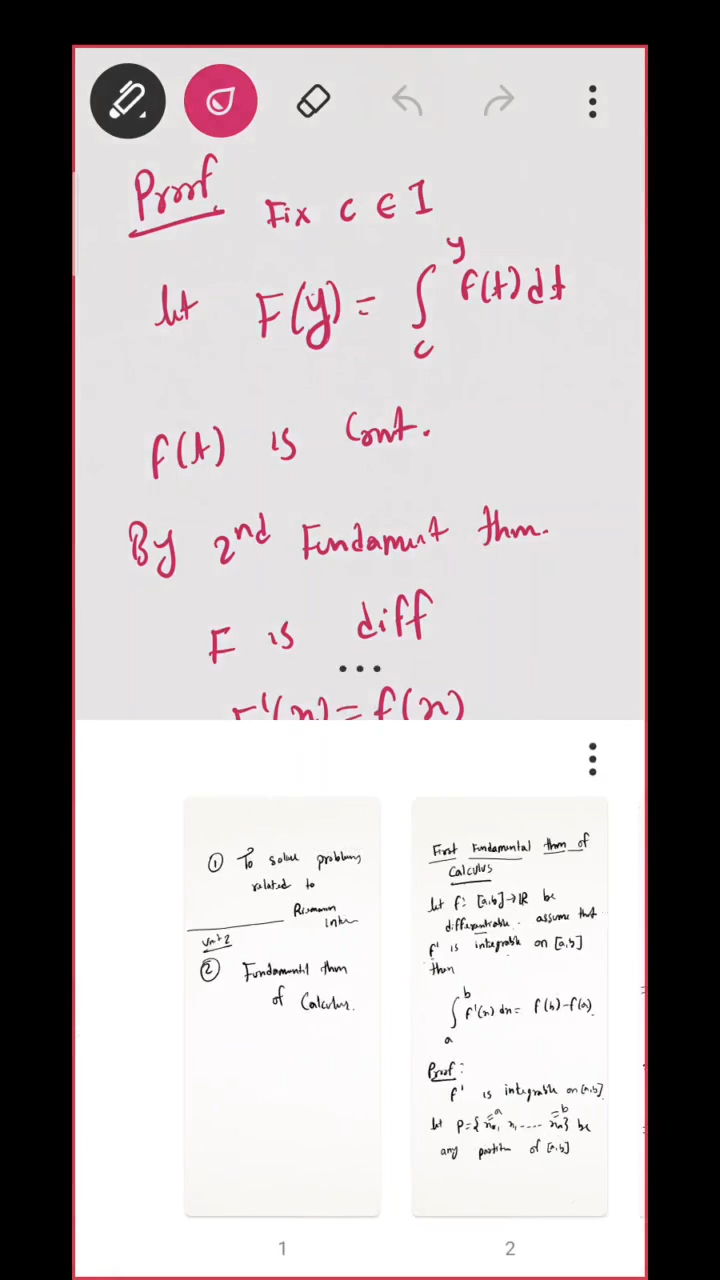 Proof Fix c ∈ I
let F(y) = ∫_c^y f(t) dt
f(t) is Cont.
By 2nd Fundament thm.
F is diff
F'(x) = f(x)
① To solve problems
related to
Riemann
Unit 2
② Fundamental thm
of Calculus.
1
First Fundamental thm of
Calculus
let f: [a,b] → ℝ be
differentiable. assume that
f' is integrable on [a,b]
then
∫_a^b f'(x) dx = f(b) - f(a).
Proof:
f' is integrable on [a,b]
let P = {x₀, x₁, .... xₙ} be
=a =b
any partition of [a,b]
2